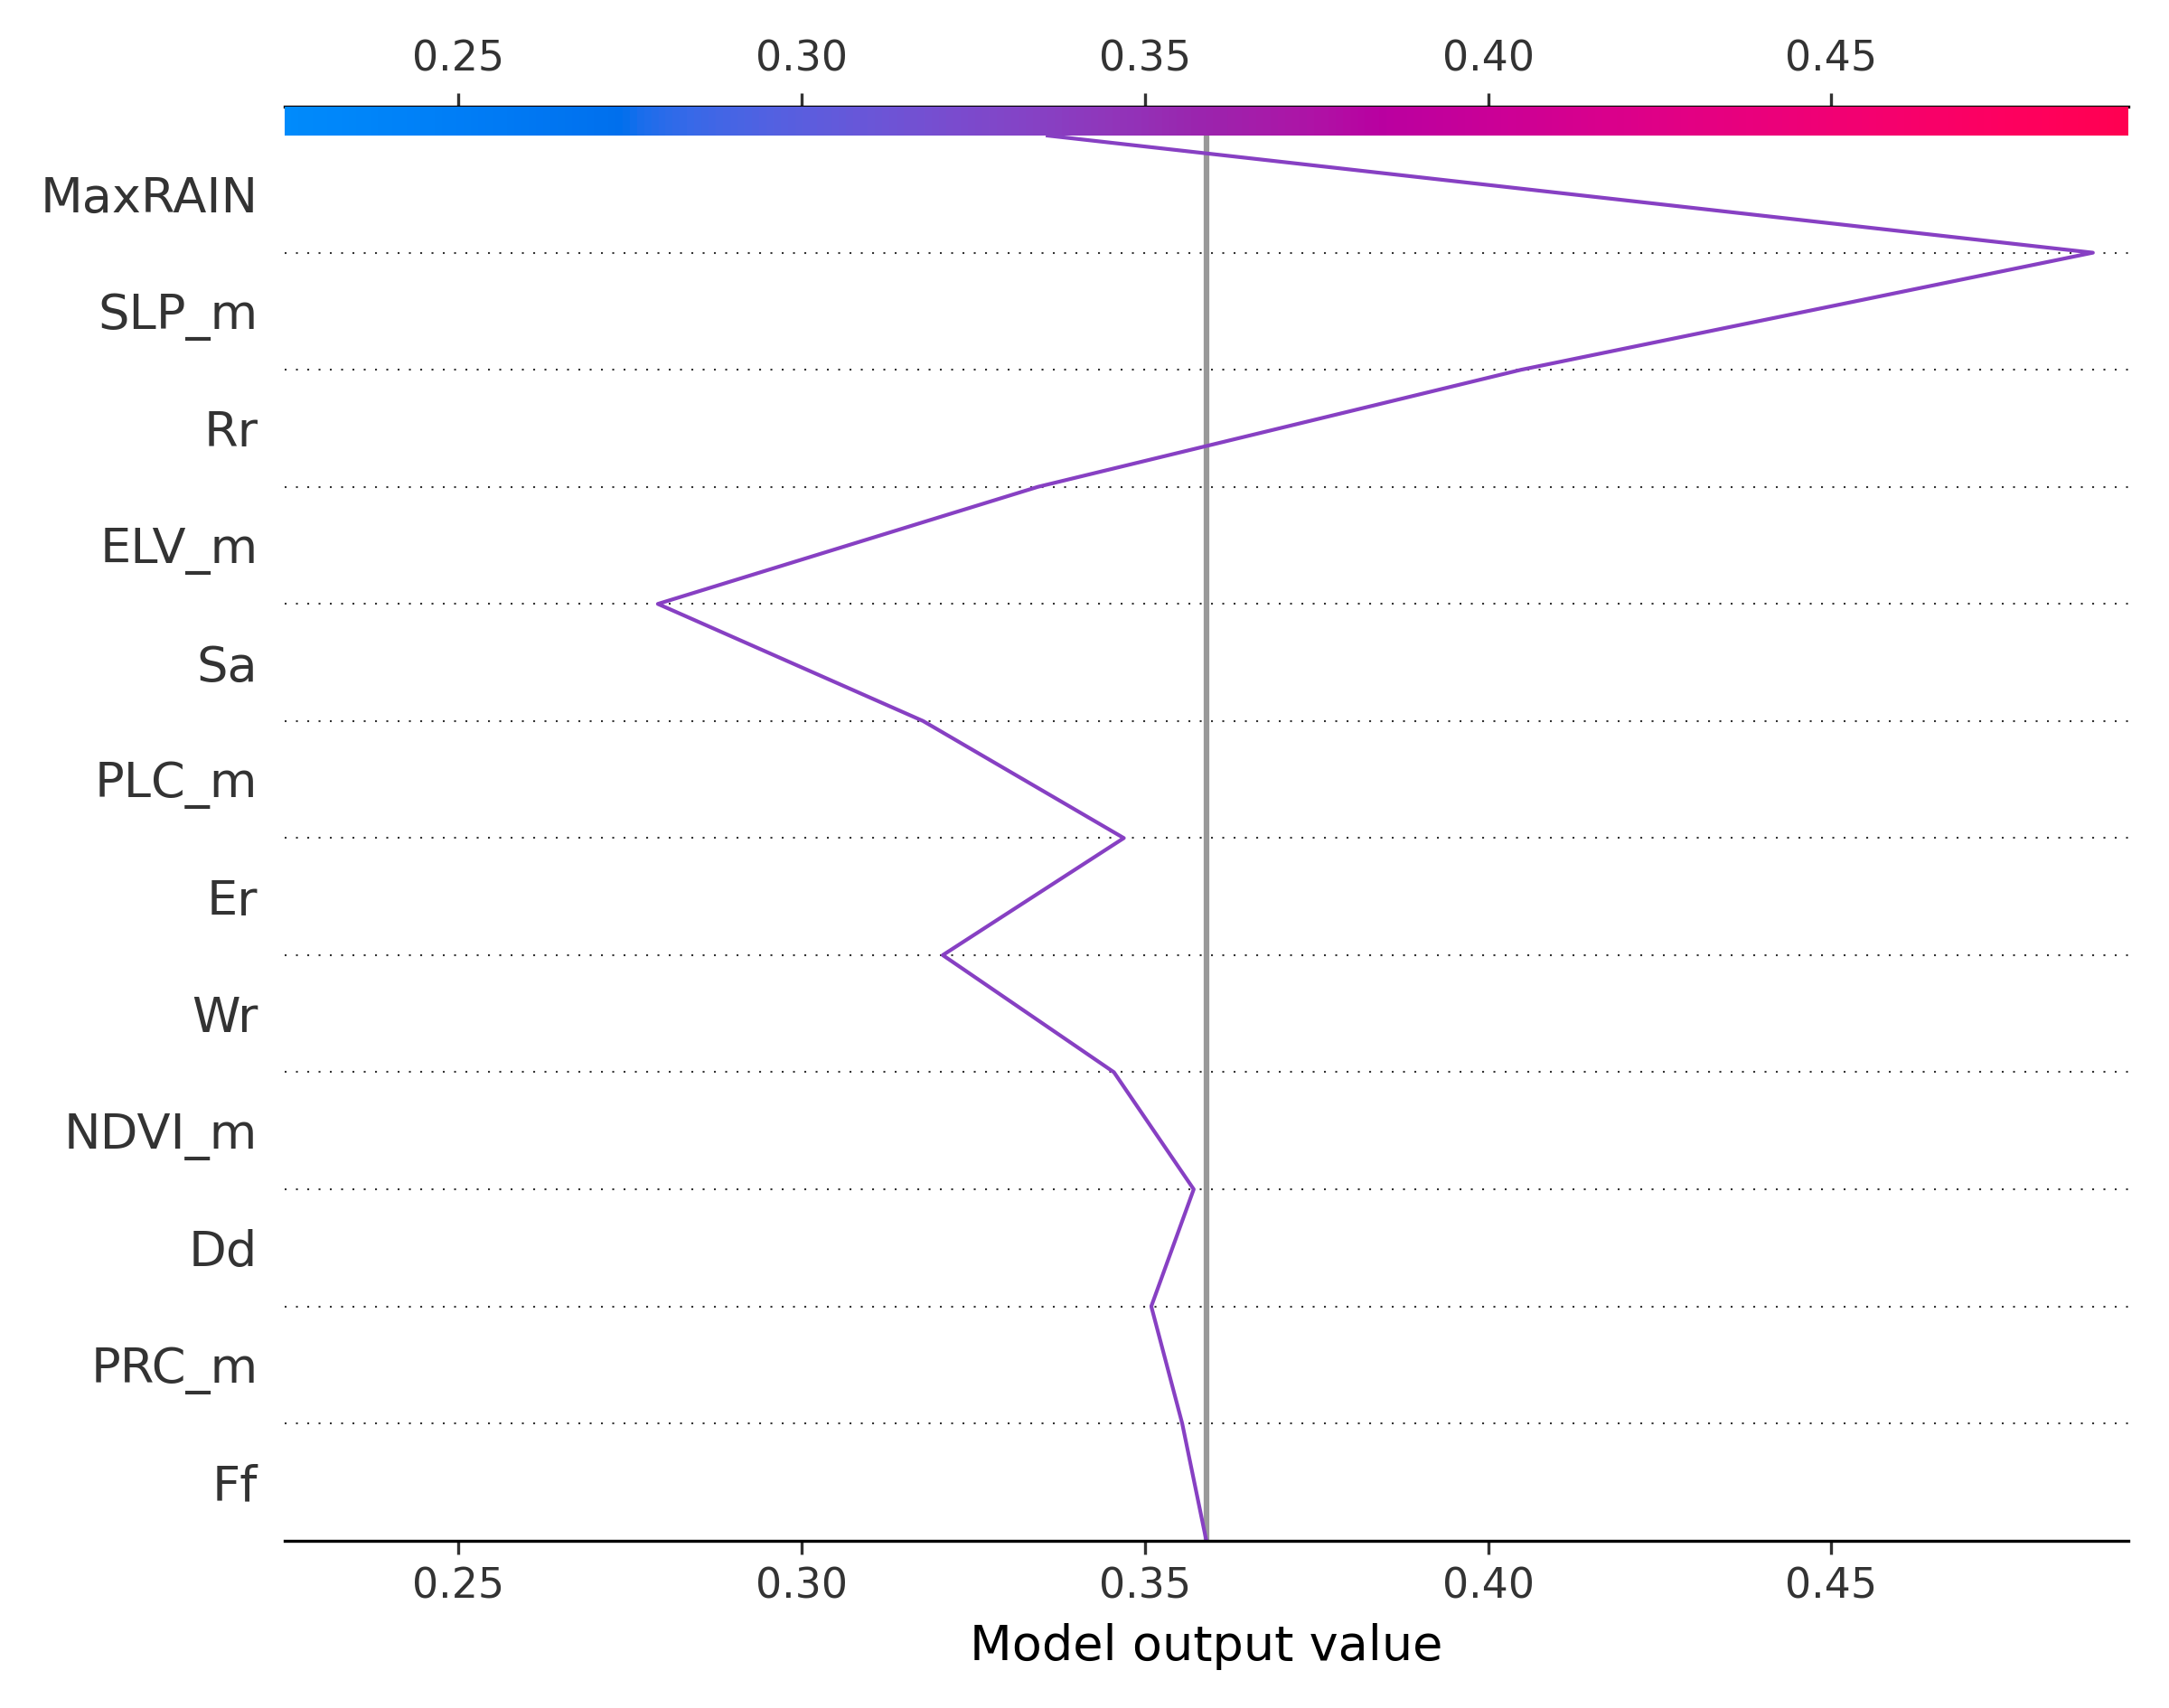 0.25 0.30 0.35 0.40 0.45
MaxRAIN
SLP_m
Rr
ELV_m
Sa
PLC_m
Er
Wr
NDVI_m
Dd
PRC_m
Ff
0.25 0.30 0.35 0.40 0.45
Model output value